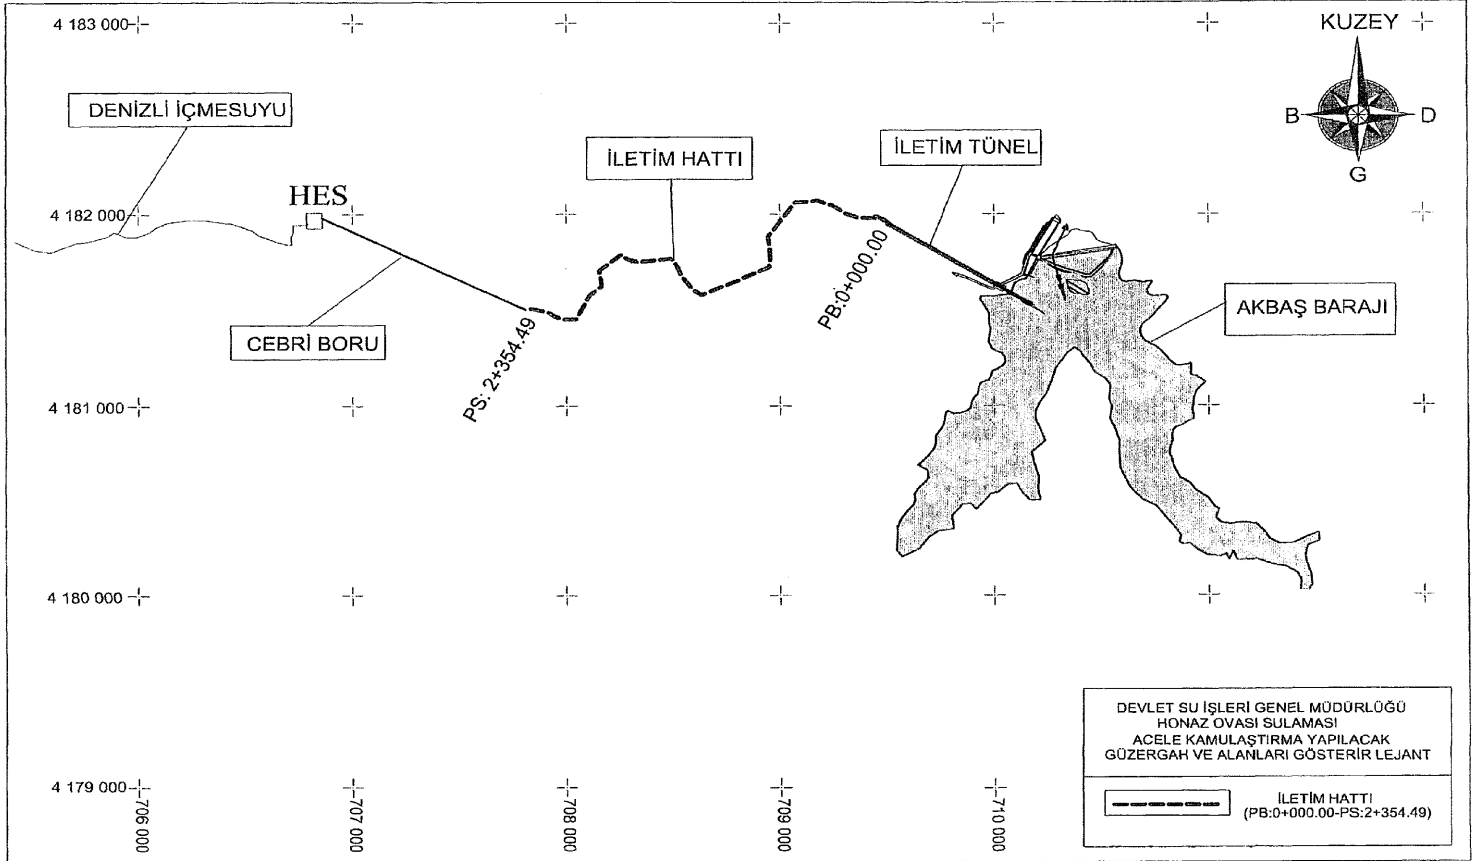 4 183 000
KUZEY
B
D
G
DENİZLİ İÇMESUYU
İLETİM HATTI
İLETİM TÜNEL
HES
4 182 000
PB:0+000.00
AKBAŞ BARAJI
CEBRİ BORU
PS: 2+354.49
4 181 000
4 180 000
4 179 000
706 000
707 000
708 000
709 000
710 000
DEVLET SU İŞLERİ GENEL MÜDÜRLÜĞÜ
HONAZ OVASI SULAMASI
ACELE KAMULAŞTIRMA YAPILACAK
GÜZERGAH VE ALANLARI GÖSTERİR LEJANT
İLETİM HATTI
(PB:0+000.00-PS:2+354.49)